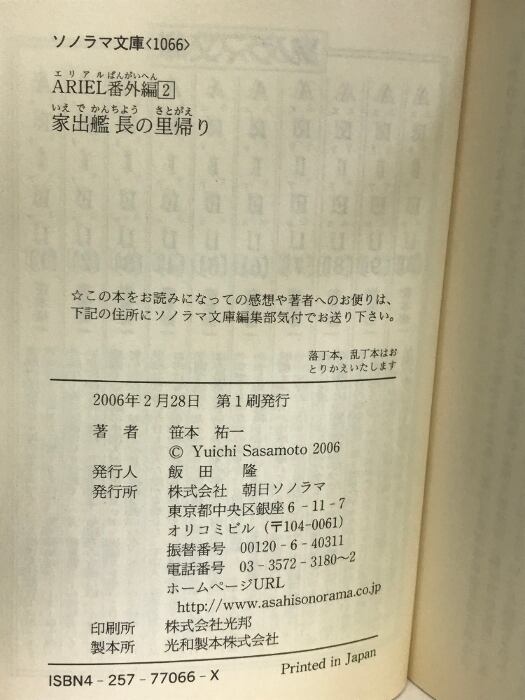 ソノラマ文庫〈1066〉
エリアルばんがいへん
ARIEL番外編2
いえでかんちょう さとがえ
家出艦長の里帰り
☆この本をお読みになっての感想や著者へのお便りは、
下記の住所にソノラマ文庫編集部気付でお送り下さい。
落丁本，乱丁本はお
とりかえいたします
2006年2月28日 第1刷発行
著者 笹本祐一
© Yuichi Sasamoto 2006
発行人 飯田隆
発行所 株式会社 朝日ソノラマ
東京都中央区銀座6-11-7
オリコミビル（〒104-0061）
振替番号 00120-6-40311
電話番号 03-3572-3180〜2
ホームページURL
http://www.asahisonorama.co.jp
印刷所 株式会社光邦
製本所 光和製本株式会社
ISBN4-257-77066-X Printed in Japan